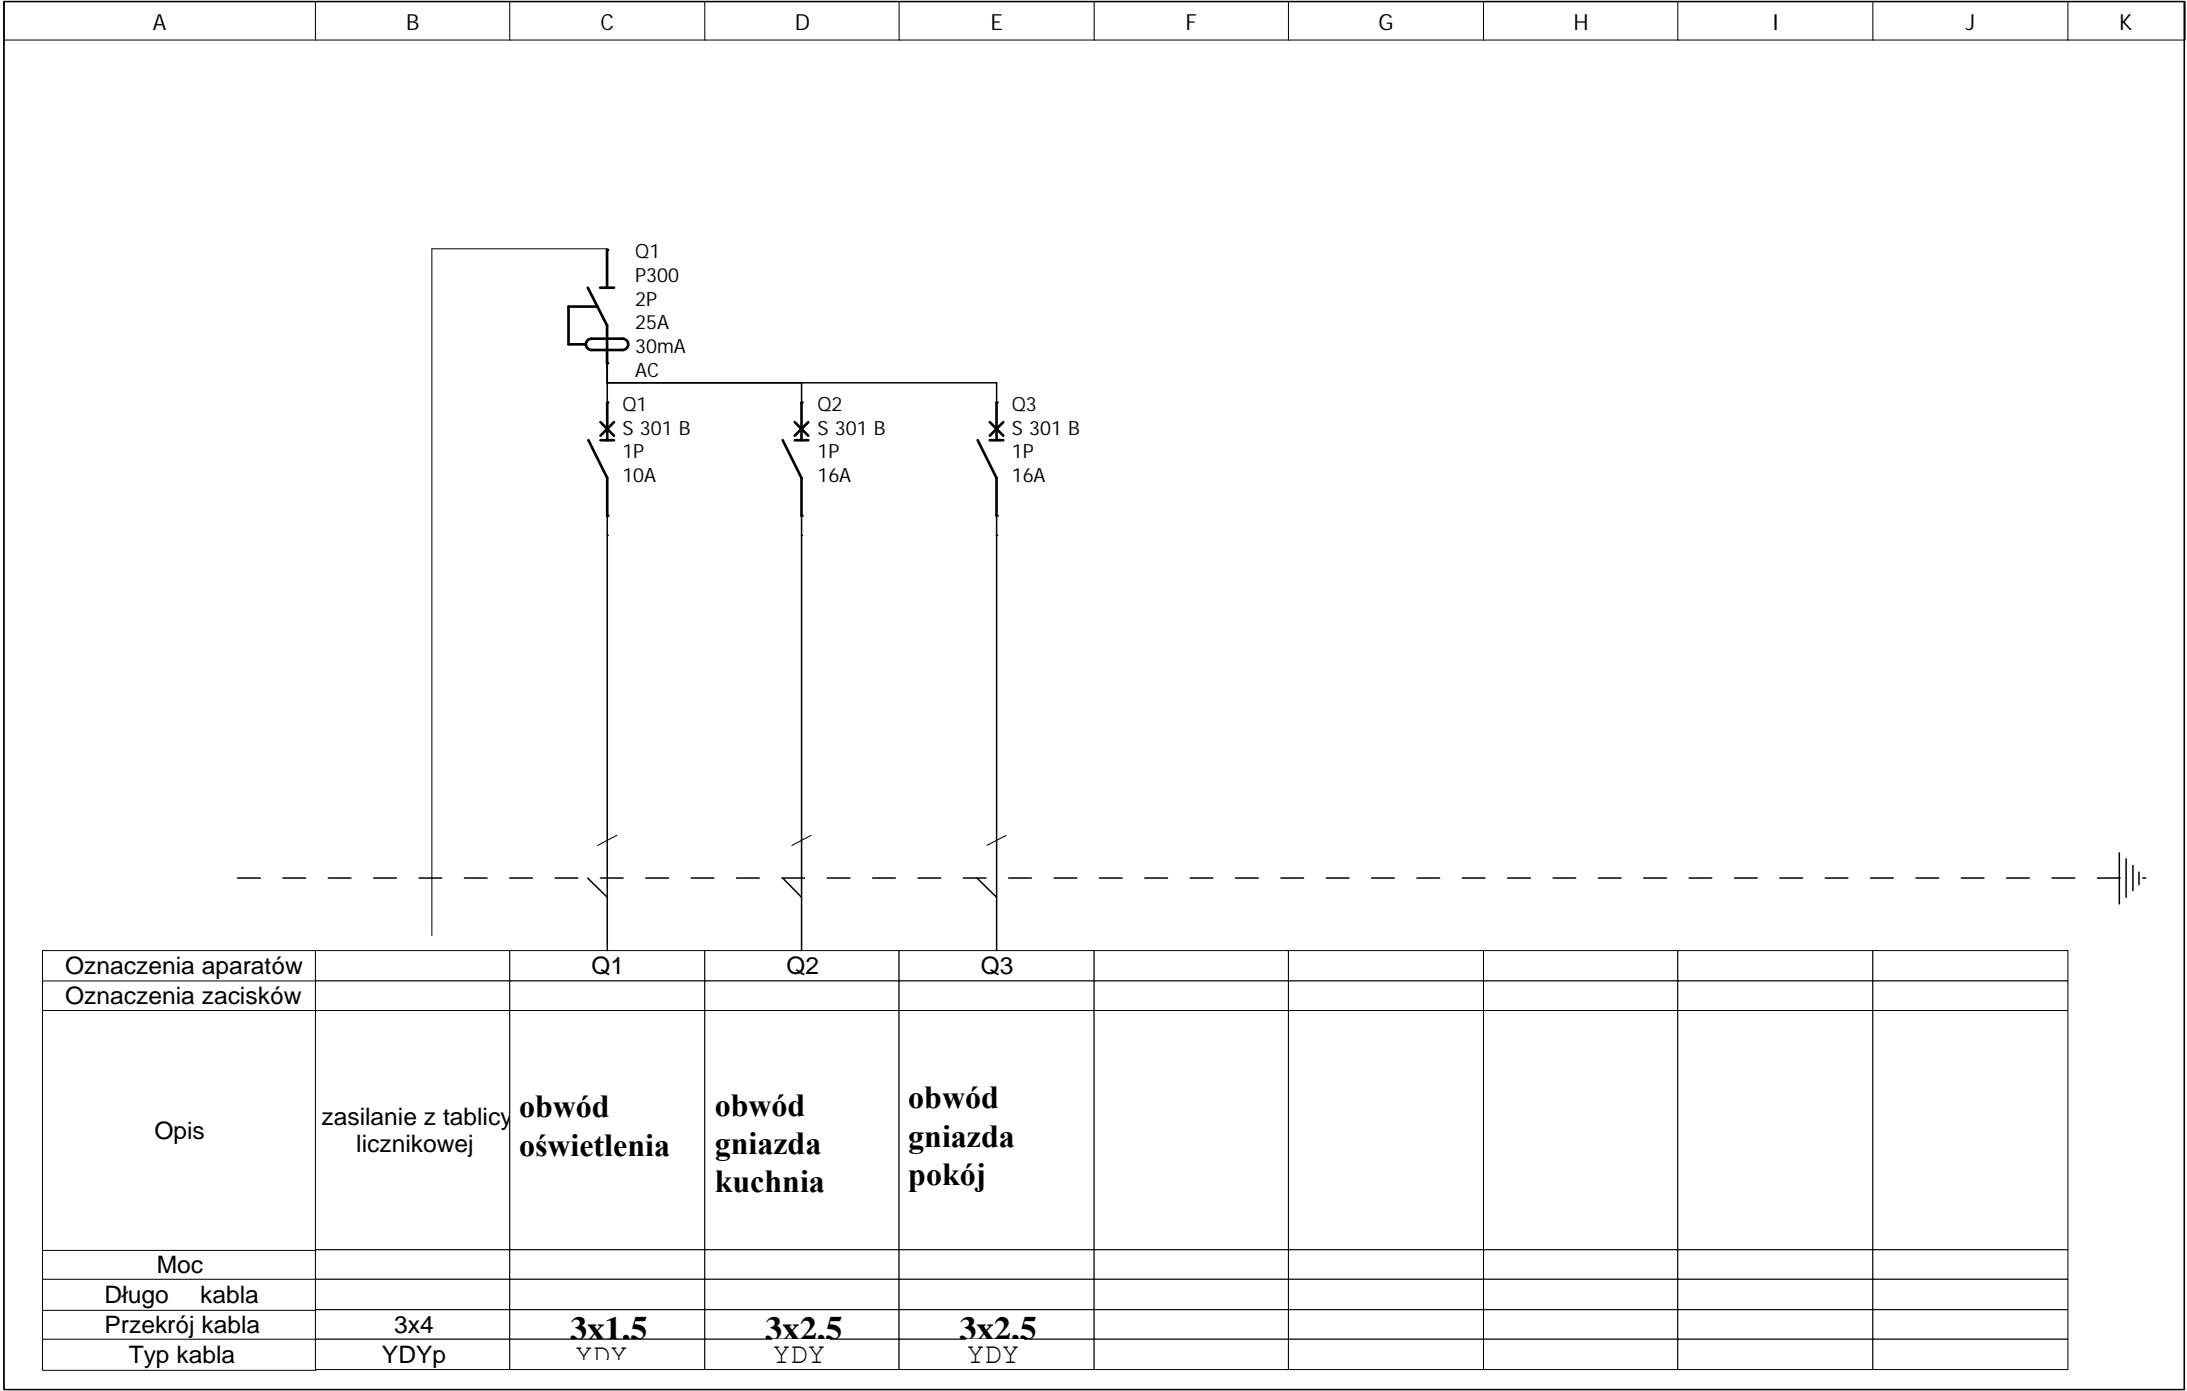 A B C D E F G H I J K
Q1
P300
2P
25A
30mA
AC
Q1
S 301 B
1P
10A
Q2
S 301 B
1P
16A
Q3
S 301 B
1P
16A
Oznaczenia aparatów Q1 Q2 Q3
Oznaczenia zacisków
Opis
zasilanie z tablicy
licznikowej
obwód
oświetlenia
obwód
gniazda
kuchnia
obwód
gniazda
pokój
Moc
Długo kabla
Przekrój kabla 3x4 3x1,5 3x2,5 3x2,5
Typ kabla YDYp YDY YDY YDY